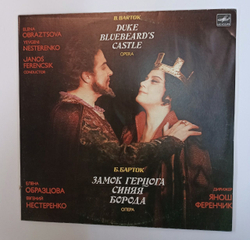 B. BARTÓK
DUKE
BLUEBEARD'S
CASTLE
OPERA
ELENA
OBRAZTSOVA
YEVGENI
NESTERENKO
JANOS
FERENCSIK
CONDUCTOR
Б. БАРТОК
ЗАМОК ГЕРЦОГА
СИНЯЯ
БОРОДА
ОПЕРА
ЕЛЕНА
ОБРАЗЦОВА
ЕВГЕНИЙ
НЕСТЕРЕНКО
ДИРИЖЕР
ЯНОШ
ФЕРЕНЧИК